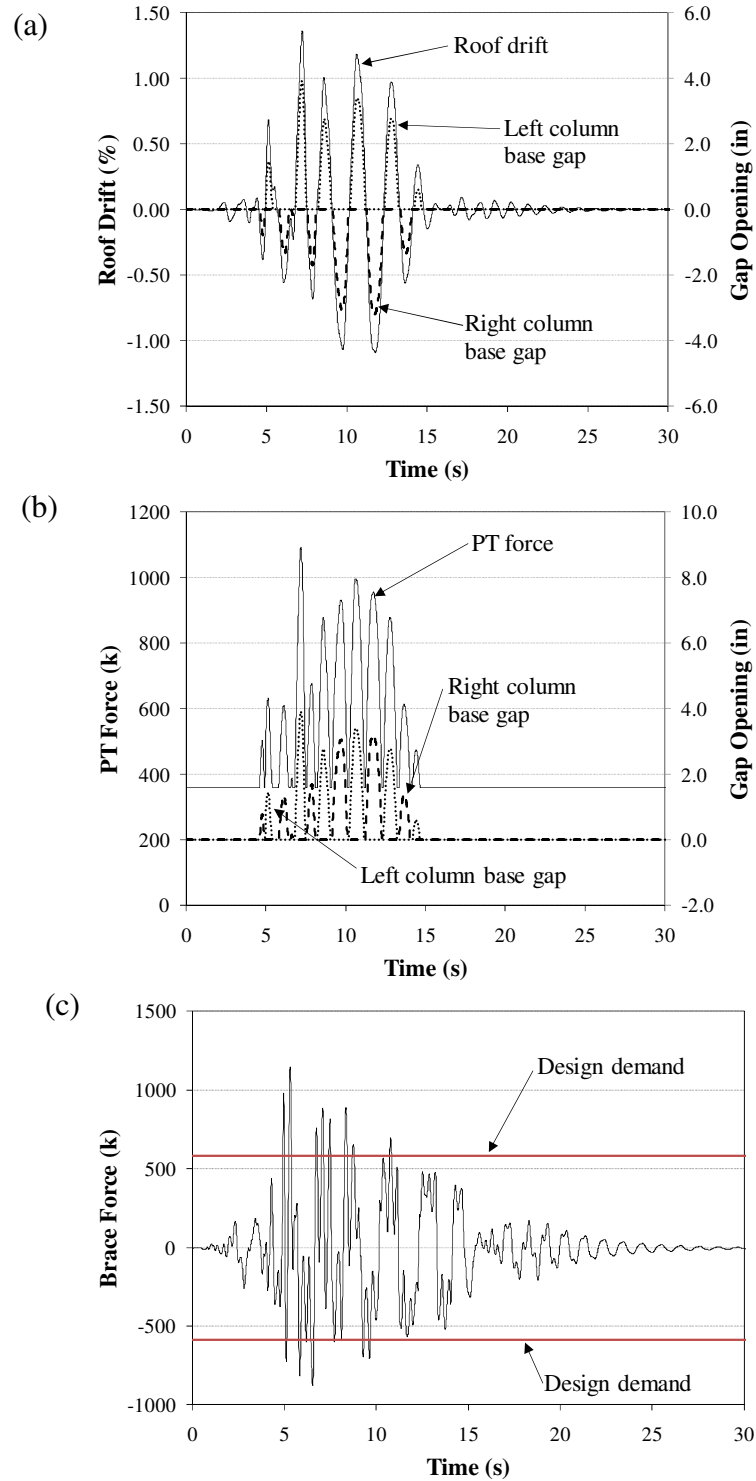 (a)
1.50
1.00
0.50
0.00
-0.50
-1.00
-1.50
Roof Drift (%)
6.0
4.0
2.0
0.0
-2.0
-4.0
-6.0
Gap Opening (in)
Roof drift
Left column
base gap
Right column
base gap
0 5 10 15 20 25 30
Time (s)
(b)
1200
1000
800
600
400
200
0
PT Force (k)
10.0
8.0
6.0
4.0
2.0
0.0
-2.0
Gap Opening (in)
PT force
Right column
base gap
Left column base gap
0 5 10 15 20 25 30
Time (s)
(c)
1500
1000
500
0
-500
-1000
Brace Force (k)
Design demand
Design demand
0 5 10 15 20 25 30
Time (s)